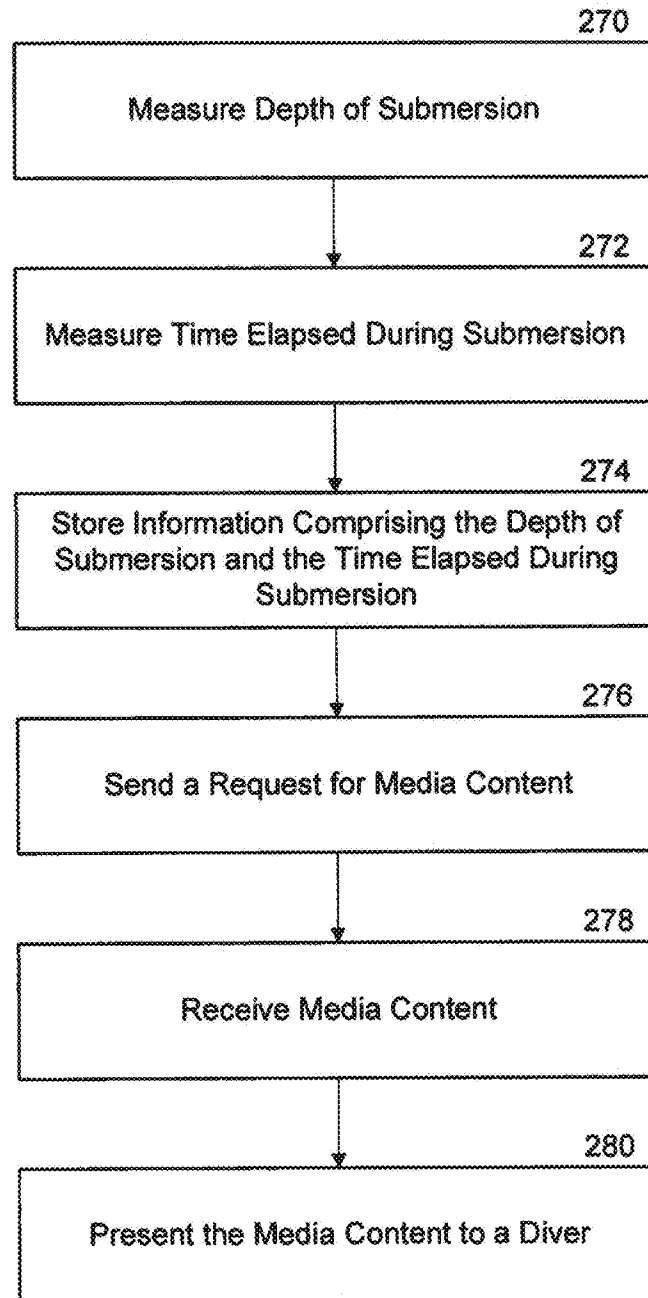 270
Measure Depth of Submersion
272
Measure Time Elapsed During Submersion
274
Store Information Comprising the Depth of
Submersion and the Time Elapsed During
Submersion
276
Send a Request for Media Content
278
Receive Media Content
280
Present the Media Content to a Diver